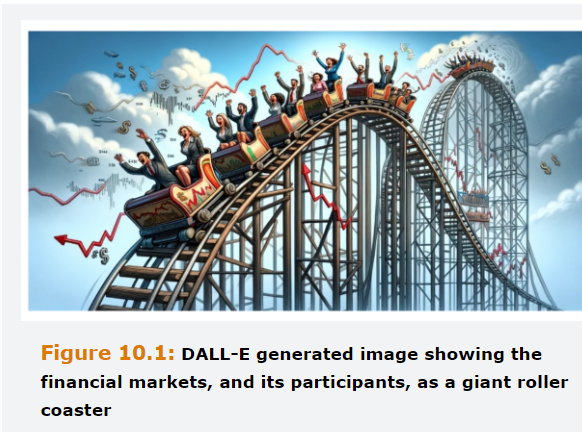 Figure 10.1: DALL-E generated image showing the
financial markets, and its participants, as a giant roller
coaster